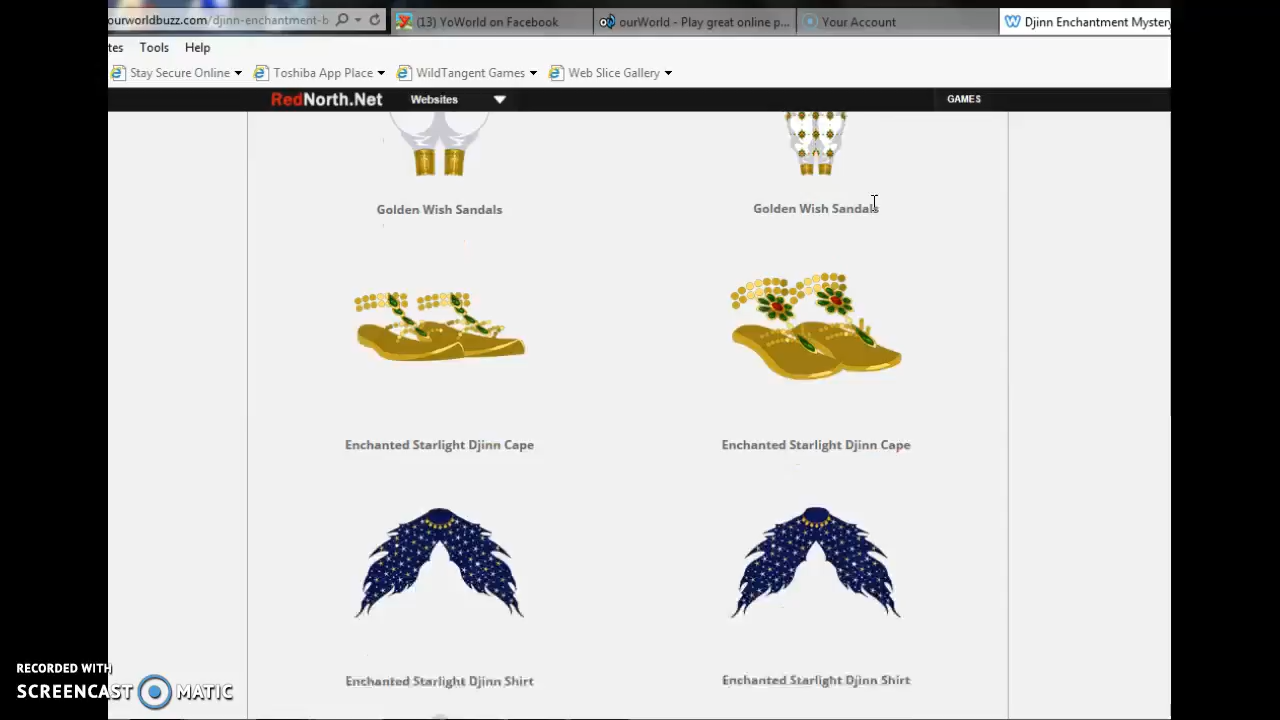 ourworldbuzz.com/djinn-enchantment-b
(13) YoWorld on Facebook
ourWorld - Play great online p...
Your Account
Djinn Enchantment Mystery
tes Tools Help
Stay Secure Online Toshiba App Place WildTangent Games Web Slice Gallery
RedNorth.Net Websites GAMES
Golden Wish Sandals Golden Wish Sandals
Enchanted Starlight Djinn Cape Enchanted Starlight Djinn Cape
Enchanted Starlight Djinn Shirt Enchanted Starlight Djinn Shirt
RECORDED WITH
SCREENCAST MATIC